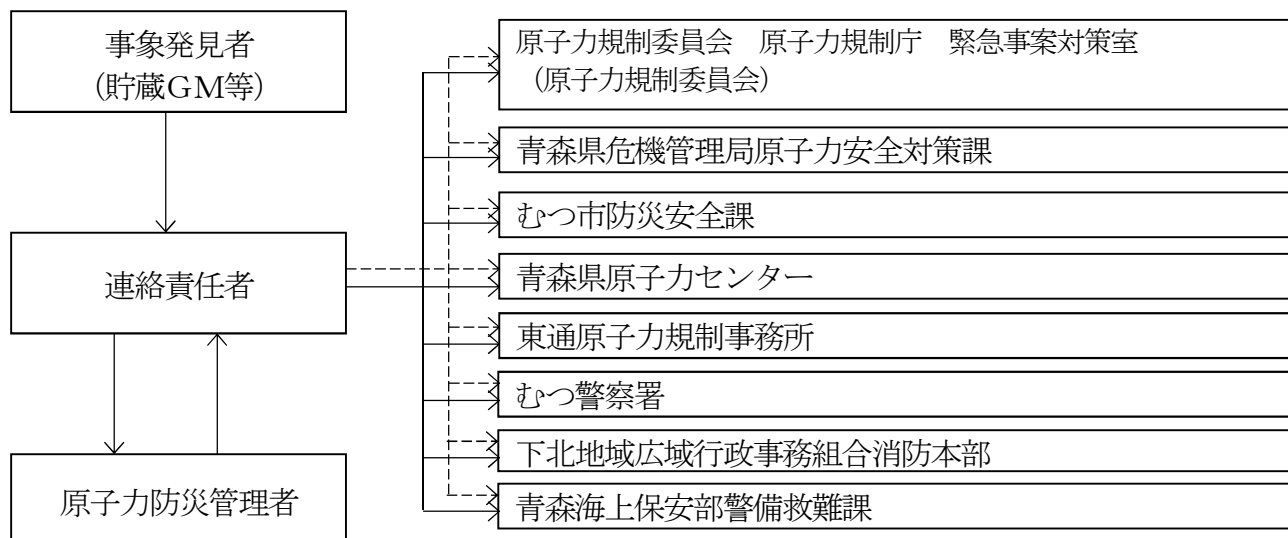 事象発見者
(貯蔵GM等)
連絡責任者
原子力防災管理者
原子力規制委員会　原子力規制庁　緊急事案対策室
（原子力規制委員会）
青森県危機管理局原子力安全対策課
むつ市防災安全課
青森県原子力センター
東通原子力規制事務所
むつ警察署
下北地域広域行政事務組合消防本部
青森海上保安部警備救難課